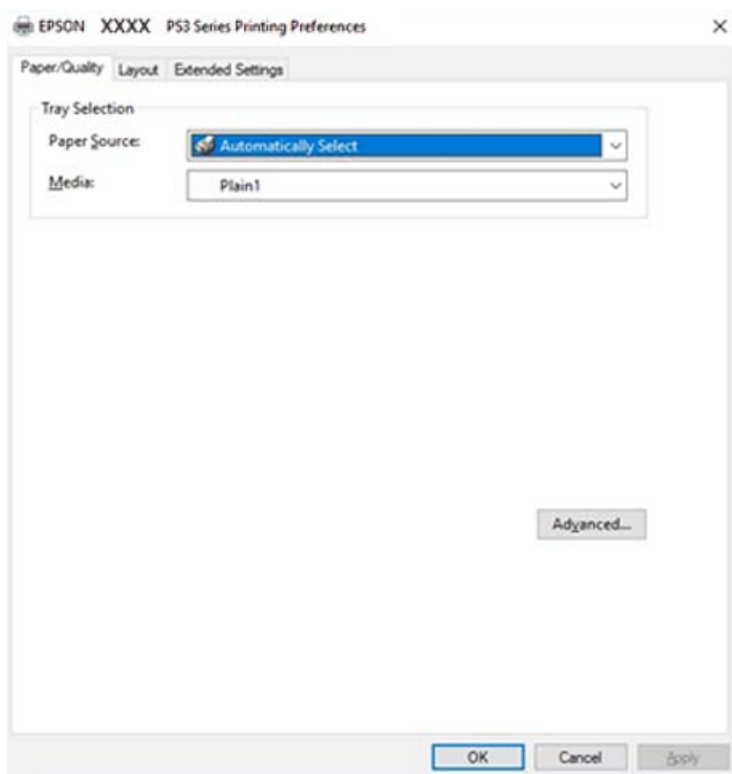 EPSON XXXX PS3 Series Printing Preferences
Paper/Quality Layout Extended Settings
Tray Selection
Paper Source: Automatically Select
Media: Plain1
Advanced...
OK Cancel Apply